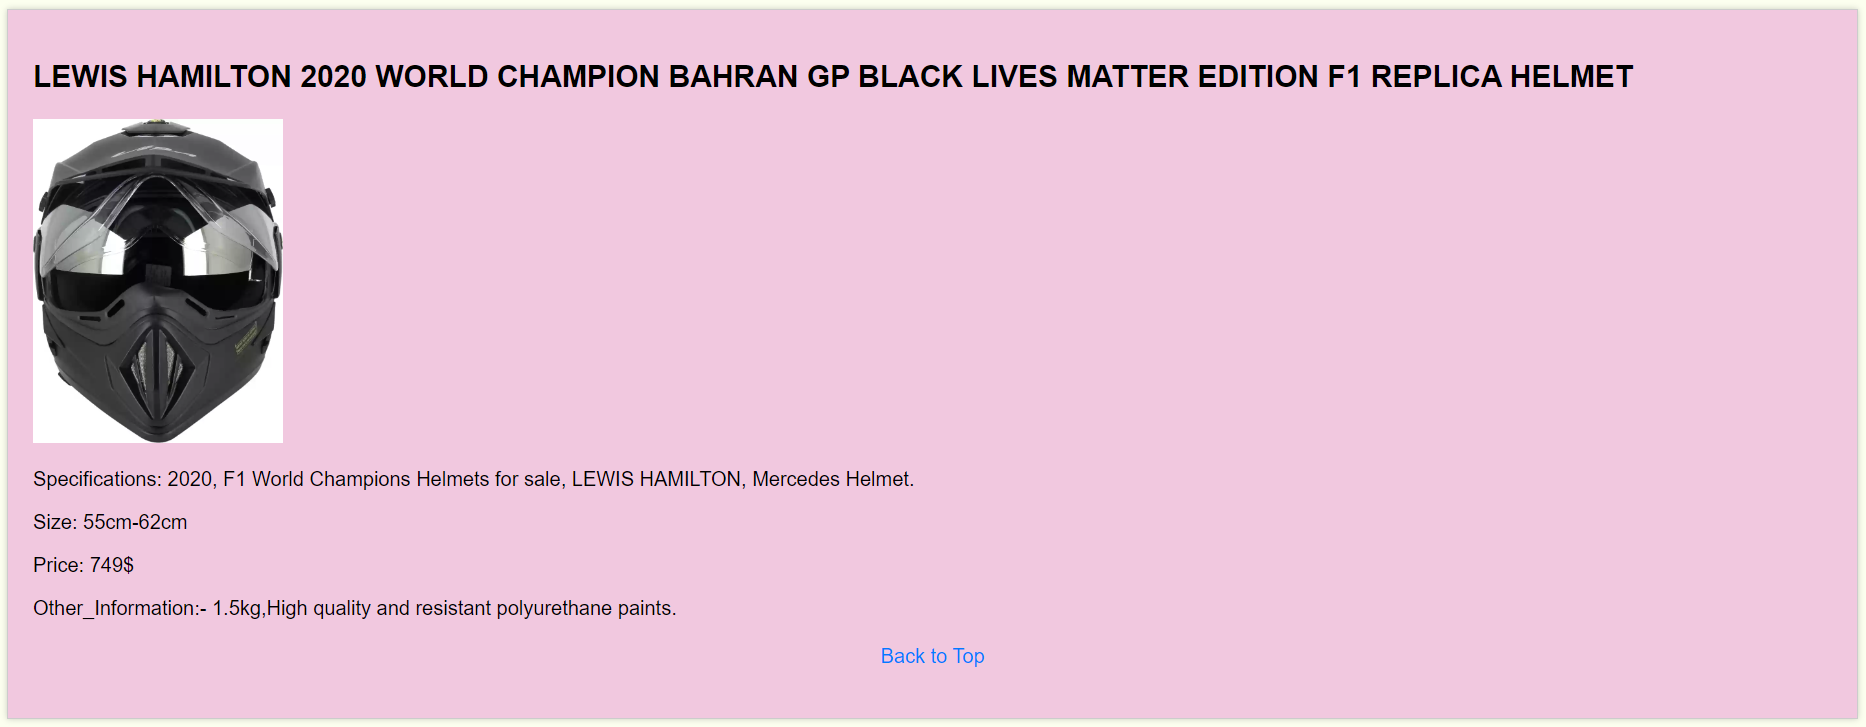 LEWIS HAMILTON 2020 WORLD CHAMPION BAHRAN GP BLACK LIVES MATTER EDITION F1 REPLICA HELMET
Specifications: 2020, F1 World Champions Helmets for sale, LEWIS HAMILTON, Mercedes Helmet.
Size: 55cm-62cm
Price: 749$
Other_Information:- 1.5kg,High quality and resistant polyurethane paints.
Back to Top